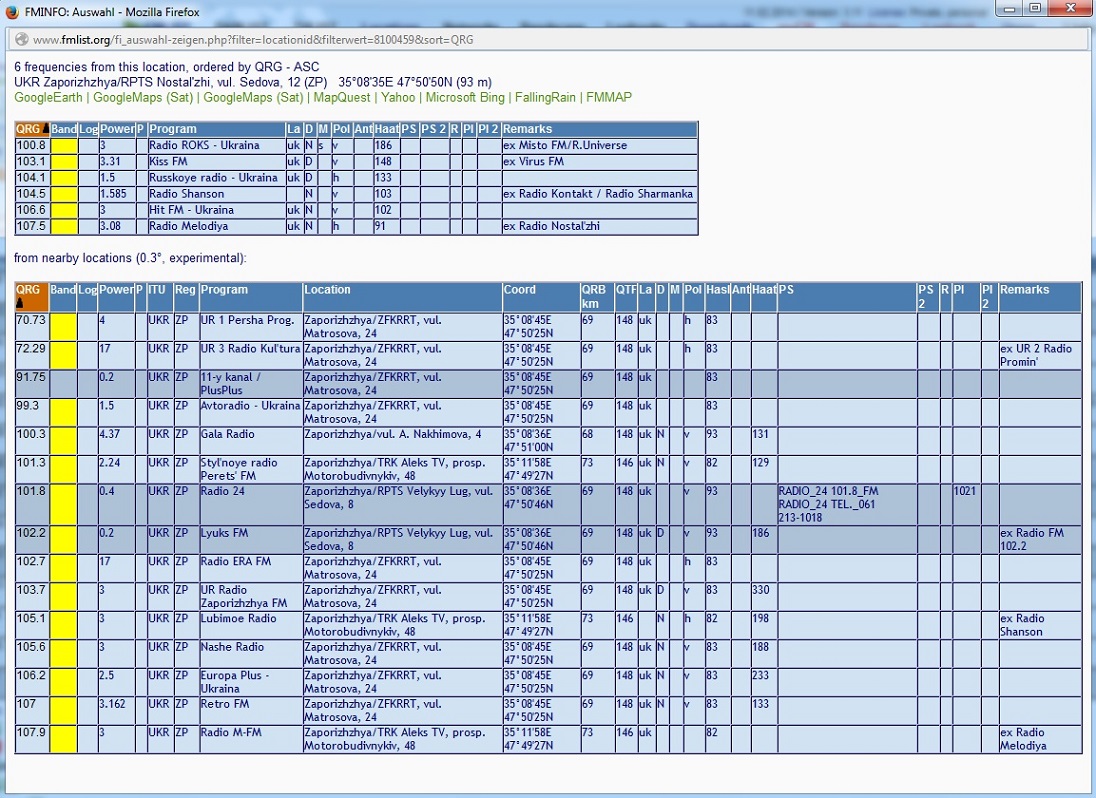 FMINFO: Auswahl - Mozilla Firefox
www.fmlist.org/fi_auswahl-zeigen.php?filter=locationid&filterwert=8100459&sort=QRG
6 frequencies from this location, ordered by QRG - ASC
UKR Zaporizhzhya/RPTS Nostal'zhi, vul. Sedova, 12 (ZP) 35°08'35E 47°50'50N (93 m)
GoogleEarth | GoogleMaps (Sat) | GoogleMaps (Sat) | MapQuest | Yahoo | Microsoft Bing | FallingRain | FMMAP
QRG Band Log Power P Program La D M Pol Ant Haat PS PS 2 R PI PI 2 Remarks
100.8 3 Radio ROKS - Ukraina uk N s v 186 ex Misto FM/R.Universe
103.1 3.31 Kiss FM uk D v 148 ex Virus FM
104.1 1.5 Russkoye radio - Ukraina uk D h 133
104.5 1.585 Radio Shanson N v 103 ex Radio Kontakt / Radio Sharmanka
106.6 3 Hit FM - Ukraina uk N v 102
107.5 3.08 Radio Melodiya uk N h 91 ex Radio Nostal'zhi
from nearby locations (0.3°, experimental):
QRG Band Log Power P ITU Reg Program Location Coord QRB QTF La D M Pol Hasl Ant Haat PS PS R PI PI Remarks
km 2 2
70.73 4 UKR ZP UR 1 Persha Prog. Zaporizhzhya/ZFKRRT, vul. 35°08'45E 69 148 uk h 83
Matrosova, 24 47°50'25N
72.29 17 UKR ZP UR 3 Radio Kul'tura Zaporizhzhya/ZFKRRT, vul. 35°08'45E 69 148 uk h 83 ex UR 2 Radio
Matrosova, 24 47°50'25N Promin'
91.75 0.2 UKR ZP 11-y kanal / Zaporizhzhya/ZFKRRT, vul. 35°08'45E 69 148 uk 83
PlusPlus Matrosova, 24 47°50'25N
99.3 1.5 UKR ZP Avtoradio - Ukraina Zaporizhzhya/ZFKRRT, vul. 35°08'45E 69 148 uk 83
Matrosova, 24 47°50'25N
100.3 4.37 UKR ZP Gala Radio Zaporizhzhya/vul. A. Nakhimova, 4 35°08'36E 68 148 uk N v 93 131
47°51'00N
101.3 2.24 UKR ZP Styl'noye radio Zaporizhzhya/TRK Aleks TV, prosp. 35°11'58E 73 146 uk N v 82 129
Perets' FM Motorobudivnykiv, 48 47°49'27N
101.8 0.4 UKR ZP Radio 24 Zaporizhzhya/RPTS Velykyy Lug, vul. 35°08'36E 69 148 uk v 93 RADIO_24 101.8_FM 1021
Sedova, 8 47°50'46N RADIO_24 TEL._061
213-1018
102.2 0.2 UKR ZP Lyuks FM Zaporizhzhya/RPTS Velykyy Lug, vul. 35°08'36E 69 148 uk D v 93 186 ex Radio FM
Sedova, 8 47°50'46N 102.2
102.7 17 UKR ZP Radio ERA FM Zaporizhzhya/ZFKRRT, vul. 35°08'45E 69 148 uk h 83
Matrosova, 24 47°50'25N
103.7 3 UKR ZP UR Radio Zaporizhzhya/ZFKRRT, vul. 35°08'45E 69 148 uk D v 83 330
Zaporizhzhya FM Matrosova, 24 47°50'25N
105.1 3 UKR ZP Lubimoe Radio Zaporizhzhya/TRK Aleks TV, prosp. 35°11'58E 73 146 N h 82 198 ex Radio
Motorobudivnykiv, 48 47°49'27N Shanson
105.6 3 UKR ZP Nashe Radio Zaporizhzhya/ZFKRRT, vul. 35°08'45E 69 148 uk N v 83 188
Matrosova, 24 47°50'25N
106.2 2.5 UKR ZP Europa Plus - Zaporizhzhya/ZFKRRT, vul. 35°08'45E 69 148 uk N v 83 233
Ukraina Matrosova, 24 47°50'25N
107 3.162 UKR ZP Retro FM Zaporizhzhya/ZFKRRT, vul. 35°08'45E 69 148 uk N v 83 133
Matrosova, 24 47°50'25N
107.9 3 UKR ZP Radio M-FM Zaporizhzhya/TRK Aleks TV, prosp. 35°11'58E 73 146 uk 82 ex Radio
Motorobudivnykiv, 48 47°49'27N Melodiya